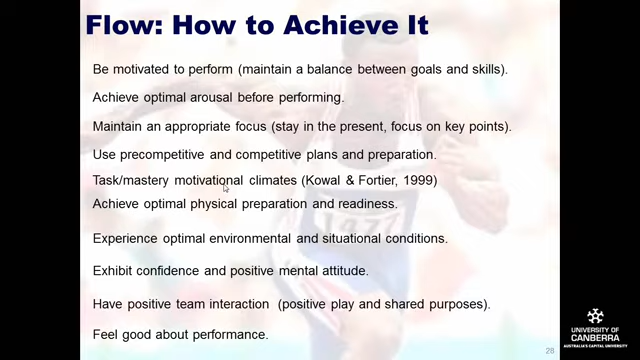 Flow: How to Achieve It
Be motivated to perform (maintain a balance between goals and skills).
Achieve optimal arousal before performing.
Maintain an appropriate focus (stay in the present, focus on key points).
Use precompetitive and competitive plans and preparation.
Task/mastery motivational climates (Kowal & Fortier, 1999)
Achieve optimal physical preparation and readiness.
Experience optimal environmental and situational conditions.
Exhibit confidence and positive mental attitude.
Have positive team interaction (positive play and shared purposes).
Feel good about performance.
28
UNIVERSITY OF
CANBERRA
AUSTRALIA'S CAPITAL UNIVERSITY